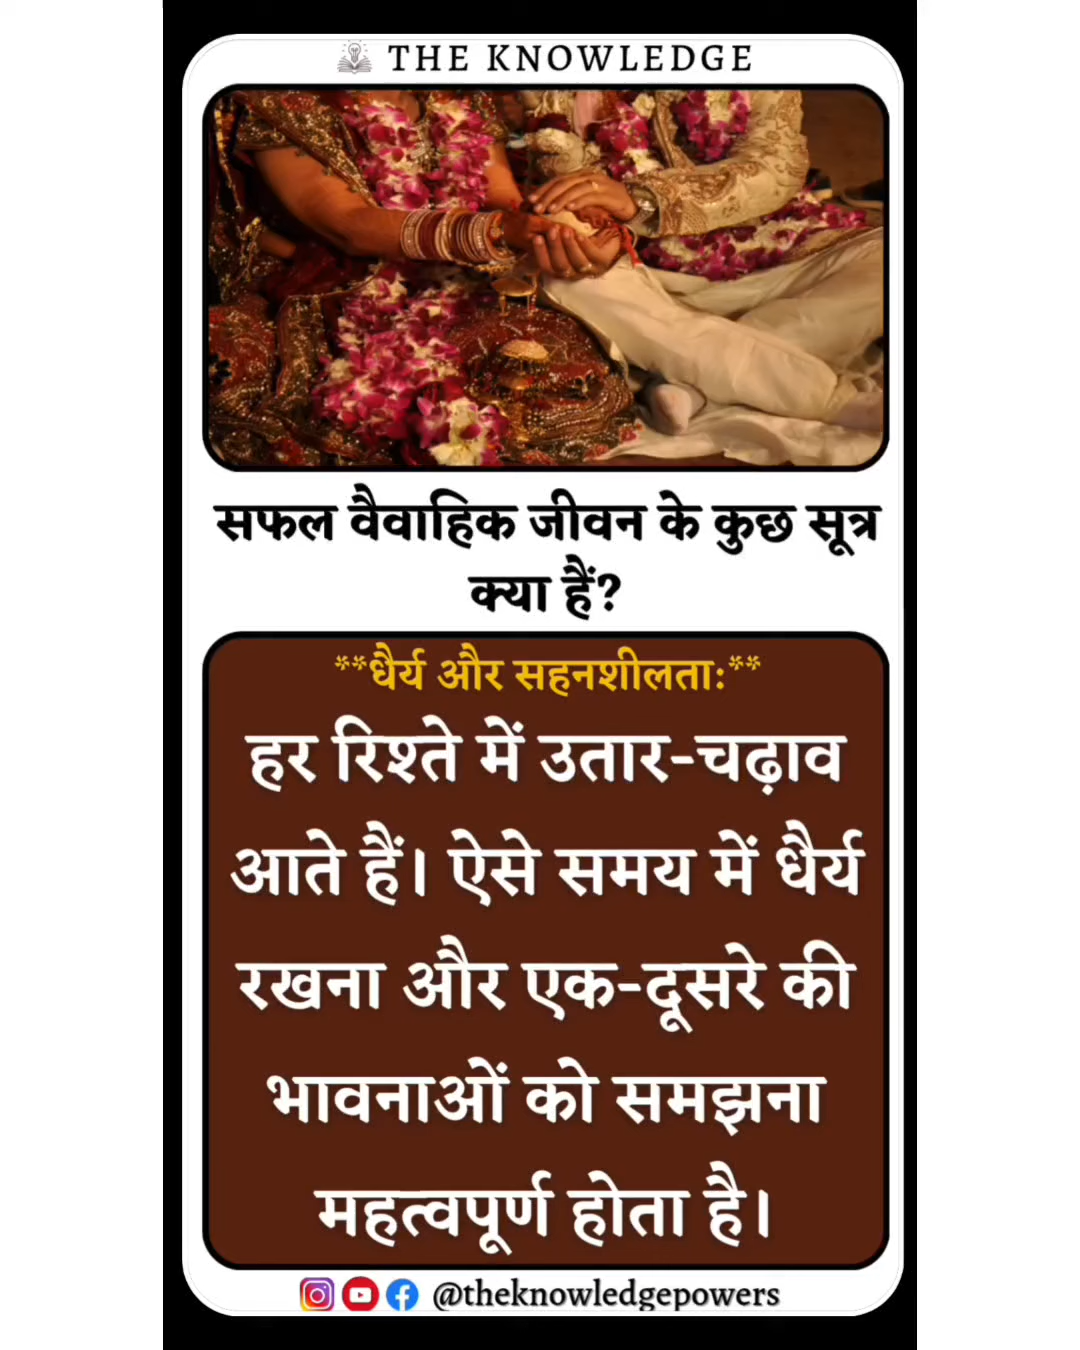 THE KNOWLEDGE
सफल वैवाहिक जीवन के कुछ सूत्र
क्या हैं?
**धैर्य और सहनशीलता:**
हर रिश्ते में उतार-चढ़ाव
आते हैं। ऐसे समय में धैर्य
रखना और एक-दूसरे की
भावनाओं को समझना
महत्वपूर्ण होता है।
@theknowledgepowers